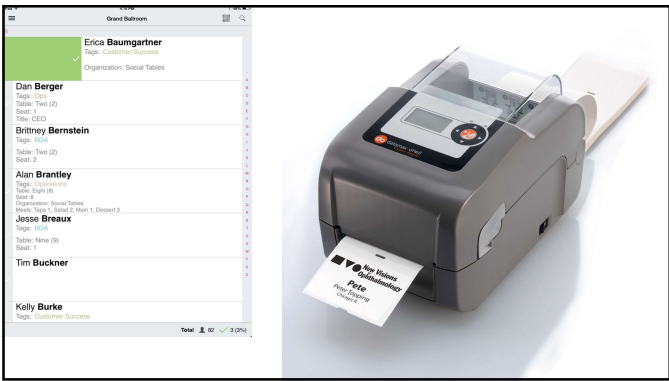 Grand Ballroom
Erica Baumgartner
Tags: Customer Success
Organization: Social Tables
Dan Berger
Tags: Ops
Table: Two (2)
Seat: 1
Title: CEO
Brittney Bernstein
Tags: BDA
Table: Two (2)
Seat: 2
Alan Brantley
Tags: Operations
Table: Eight (8)
Seat: 8
Organization: Social Tables
Meals: Tapa 1, Salad 2, Main 1, Dessert 3
Jesse Breaux
Tags: BDA
Table: Nine (9)
Seat: 1
Tim Buckner
Kelly Burke
Tags: Customer Success
Total 82 3 (3%)
datamax·oneil
New Visions
Ophthalmology
Pete
Peter Topping
Chicago, IL